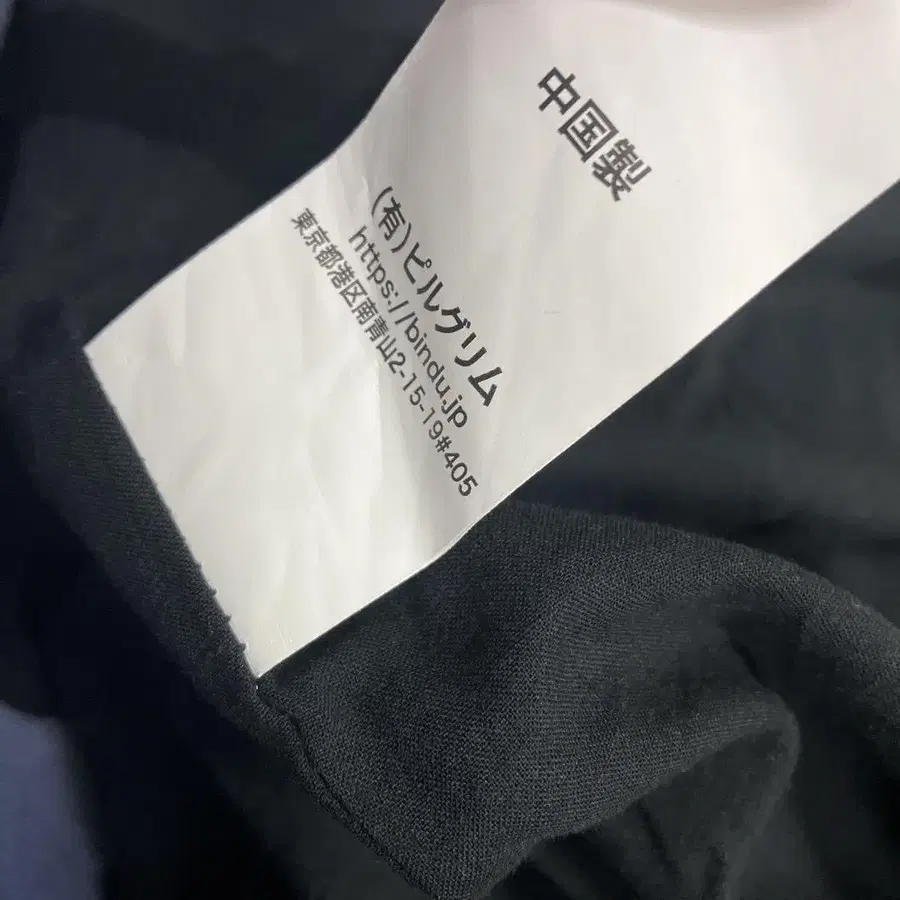 中国製
(有)ピルグリム
https://bindu.jp
東京都港区南青山2-15-19#405